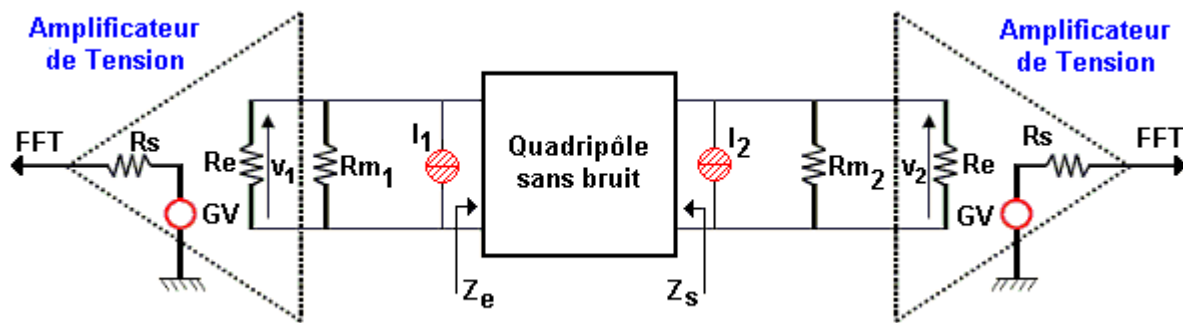 Amplificateur
de Tension
Amplificateur
de Tension
FFT
Rs
GV
Re
v1
Rm1
I1
Quadripôle
sans bruit
I2
Rm2
v2
Re
Rs
GV
FFT
Ze
Zs